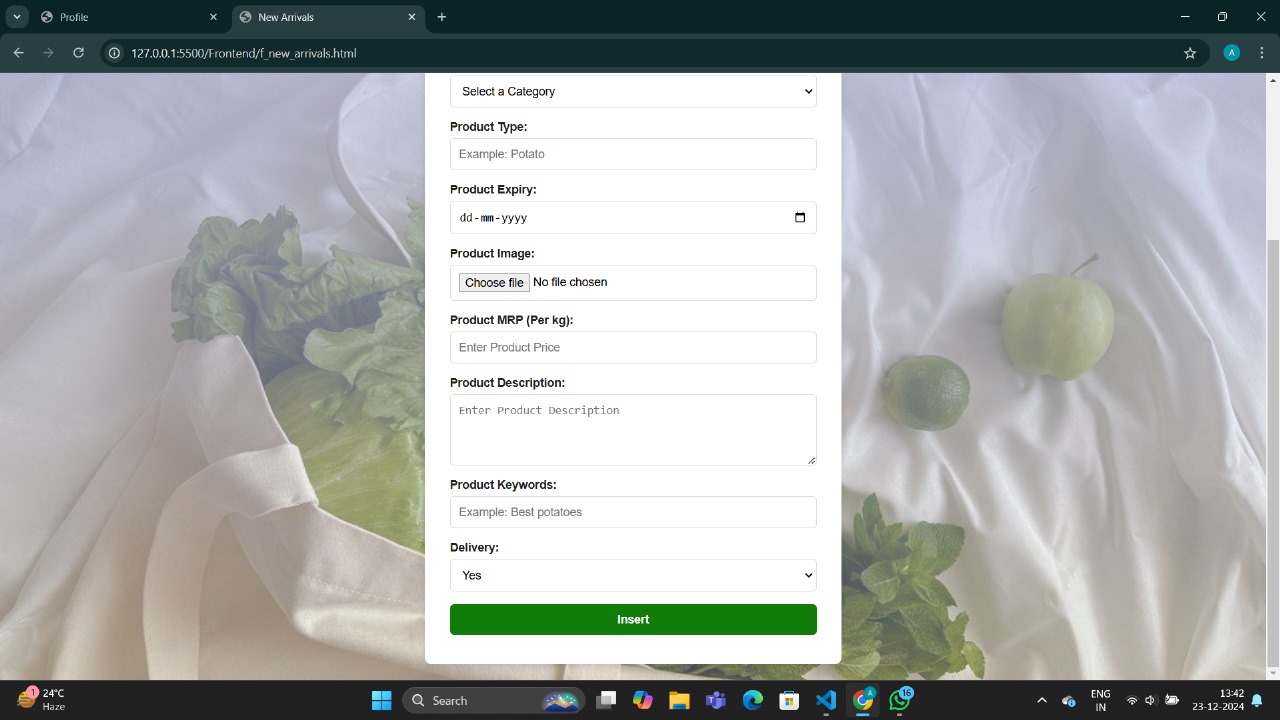 Profile
New Arrivals
127.0.0.1:5500/Frontend/f_new_arrivals.html
A
Select a Category
Product Type:
Example: Potato
Product Expiry:
dd-mm-yyyy
Product Image:
Choose file No file chosen
Product MRP (Per kg):
Enter Product Price
Product Description:
Enter Product Description
Product Keywords:
Example: Best potatoes
Delivery:
Yes
Insert
1
24°C
Haze
Search
A
16
ENG
IN
13:42
23-12-2024